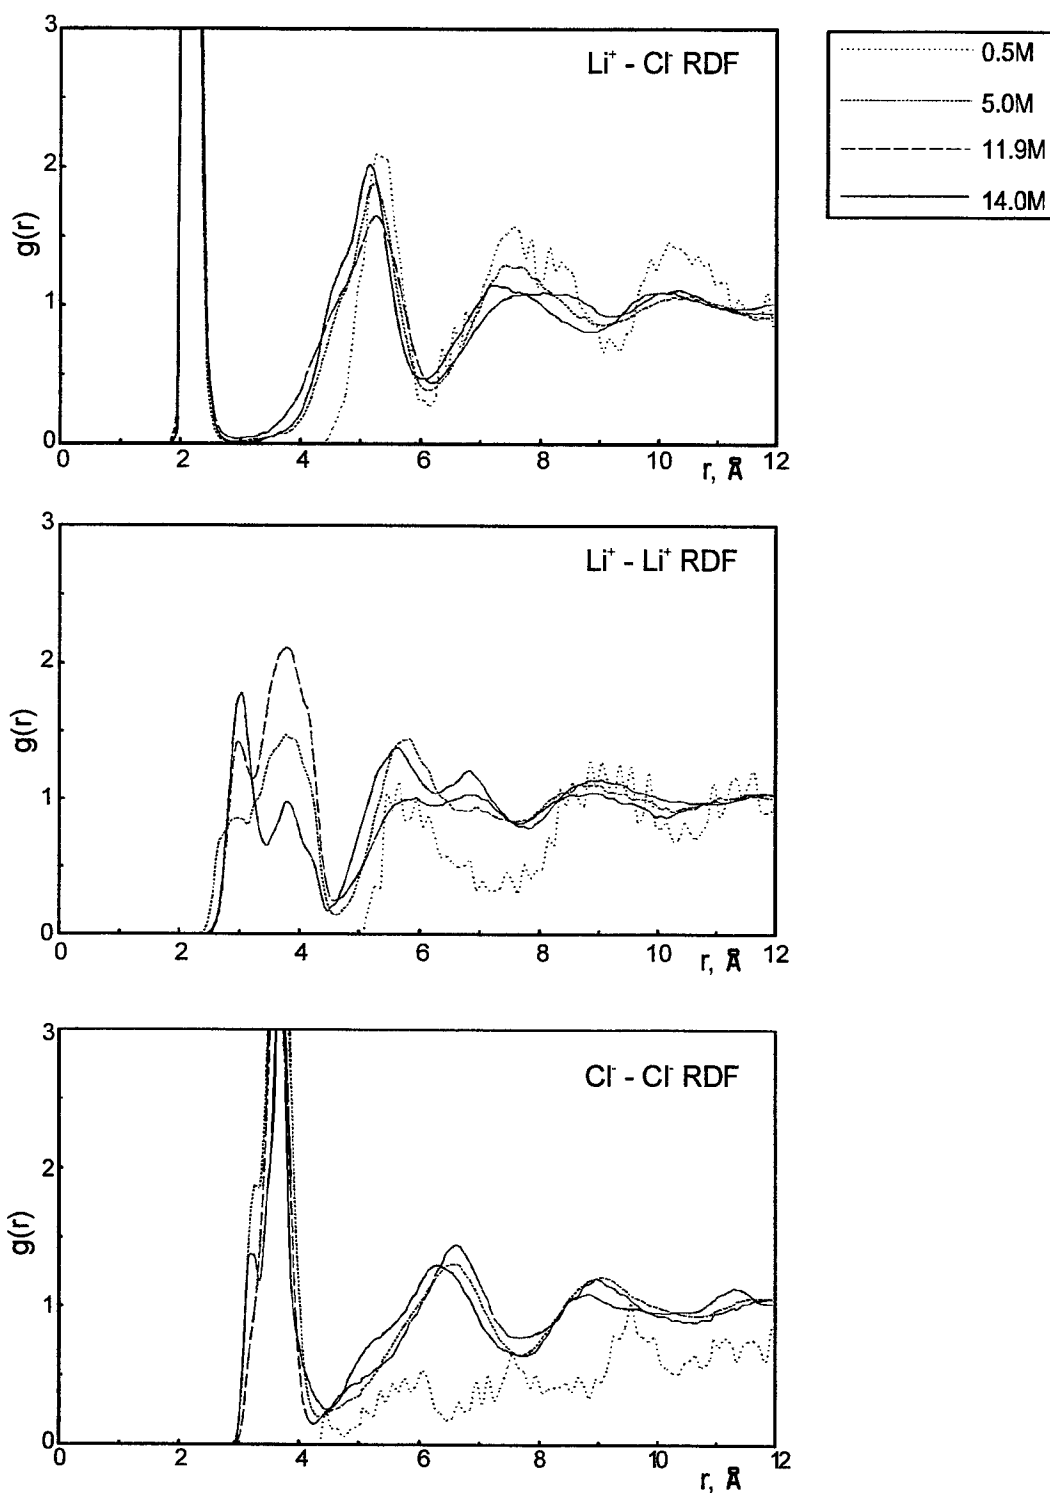 3
2
1
0
g(r)
Li⁺ - Cl⁻ RDF
0 2 4 6 8 10 12
r, Å
0.5M
5.0M
11.9M
14.0M
3
2
1
0
g(r)
Li⁺ - Li⁺ RDF
0 2 4 6 8 10 12
r, Å
3
2
1
0
g(r)
Cl⁻ - Cl⁻ RDF
0 2 4 6 8 10 12
r, Å